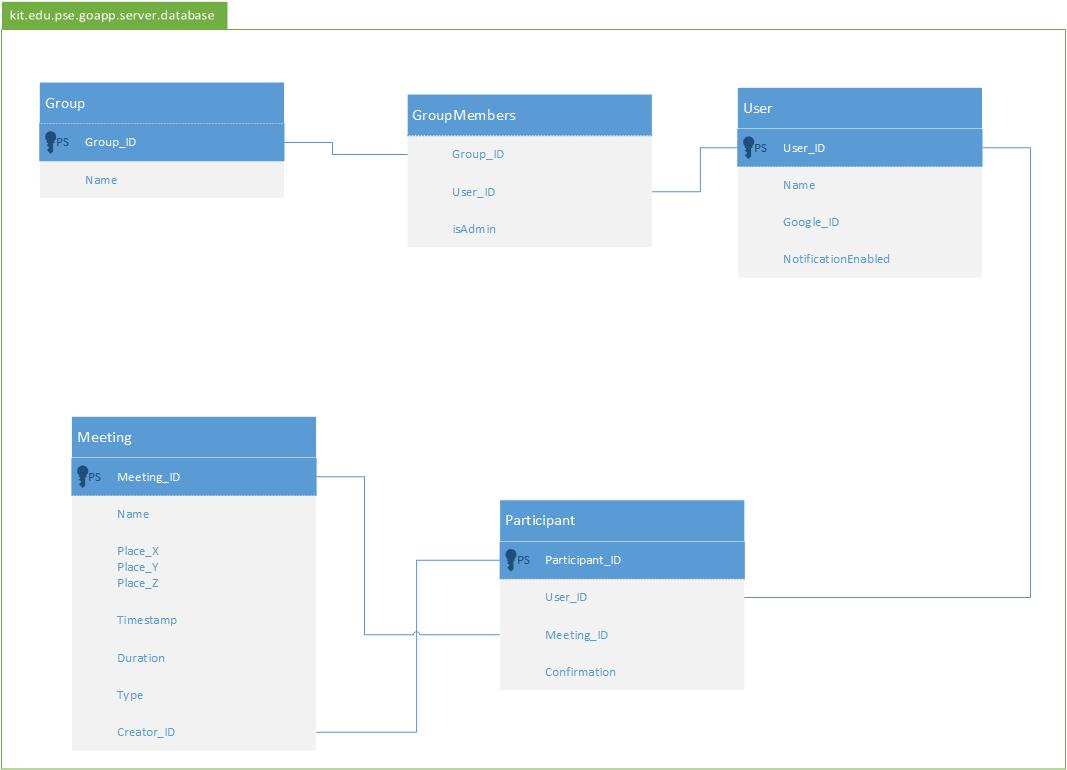 kit.edu.pse.goapp.server.database
Group
PS Group_ID
Name
GroupMembers
Group_ID
User_ID
isAdmin
User
PS User_ID
Name
Google_ID
NotificationEnabled
Meeting
PS Meeting_ID
Name
Place_X
Place_Y
Place_Z
Timestamp
Duration
Type
Creator_ID
Participant
PS Participant_ID
User_ID
Meeting_ID
Confirmation